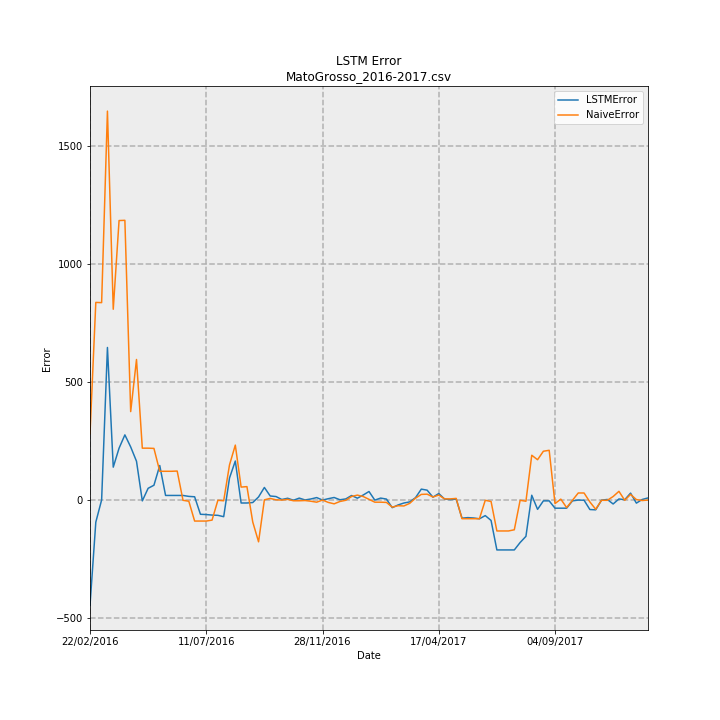 LSTM Error
MatoGrosso_2016-2017.csv
LSTMError
NaiveError
1500
1000
500
0
−500
Error
22/02/2016
11/07/2016
28/11/2016
17/04/2017
04/09/2017
Date